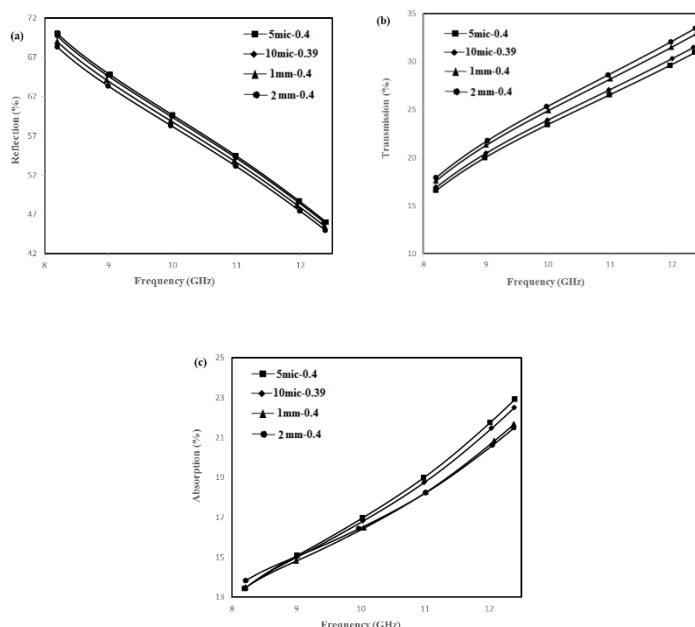 (a)
5mic-0.4
10mic-0.39
1mm-0.4
2 mm-0.4
Reflection (%)
72
67
62
57
52
47
42
8 9 10 11 12
Frequency (GHz)
(b)
5mic-0.4
10mic-0.39
1mm-0.4
2 mm-0.4
Transmission (%)
35
30
25
20
15
10
8 9 10 11 12
Frequency (GHz)
(c)
5mic-0.4
10mic-0.39
1mm-0.4
2 mm-0.4
Absorption (%)
25
23
21
19
17
15
13
8 9 10 11 12
Frequency (GHz)